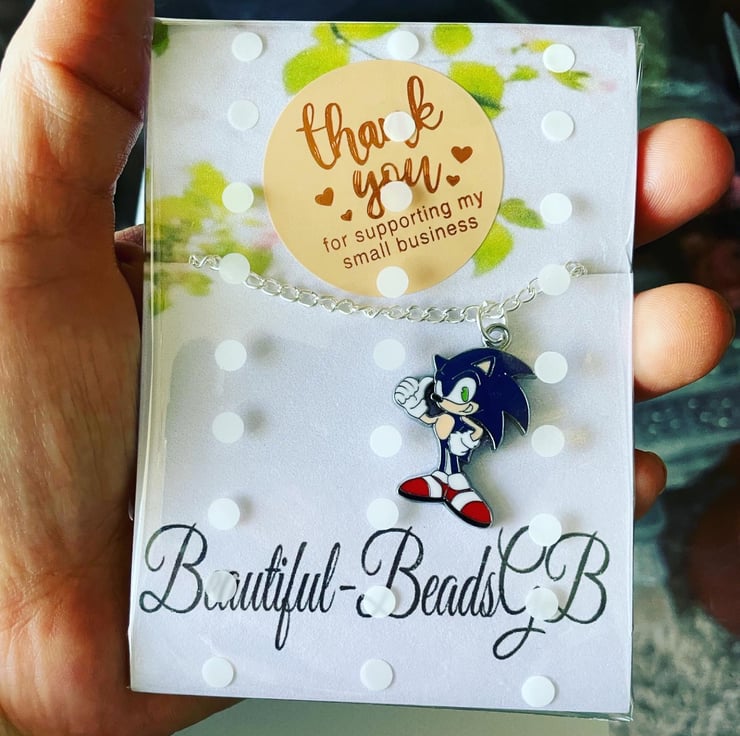 thank
you
for supporting my
small business
Beautiful-BeadsGB